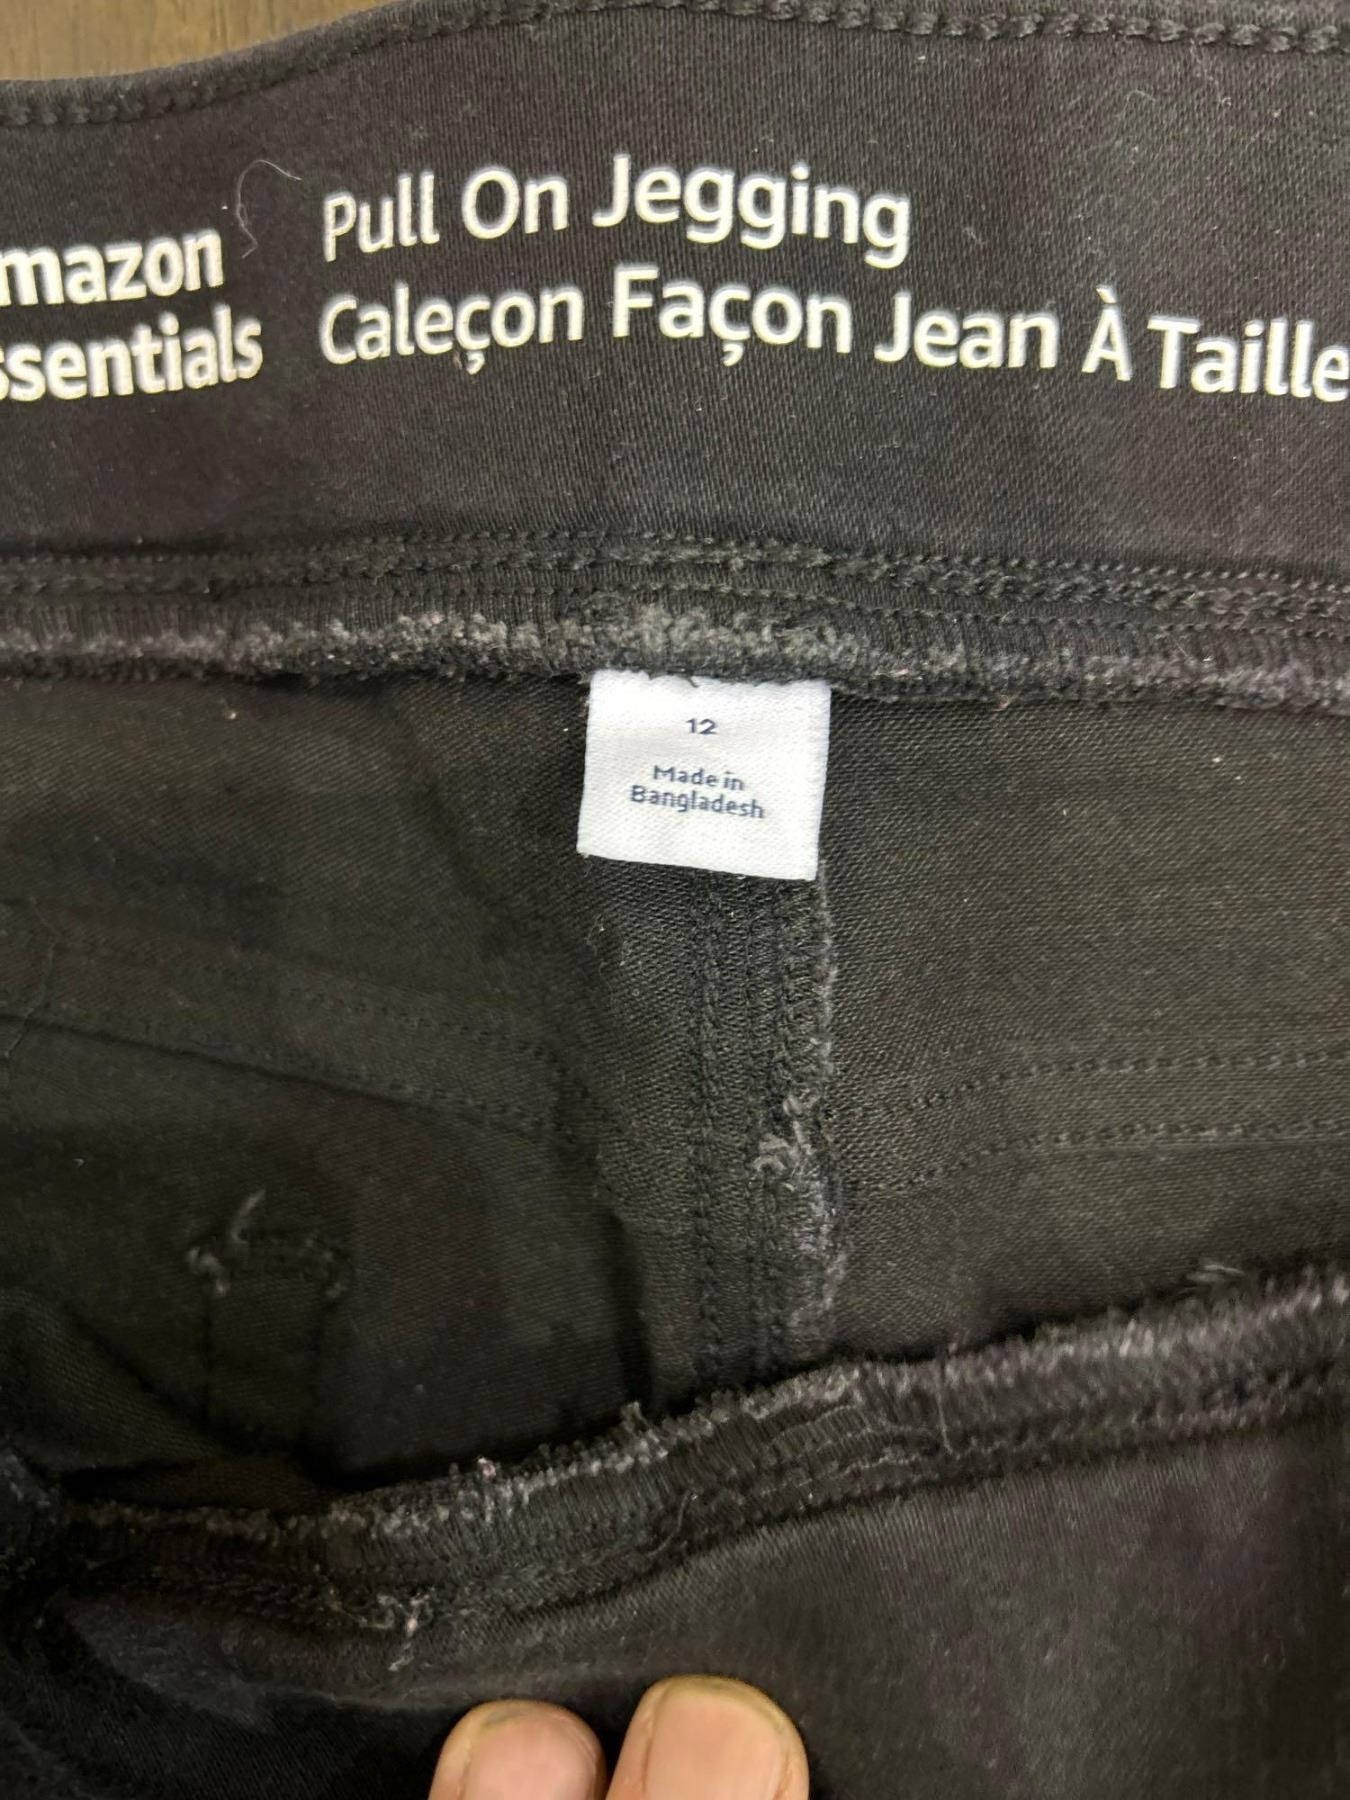 mazon
ssentials
Pull On Jegging
Caleçon Façon Jean À Taille
12
Made in
Bangladesh